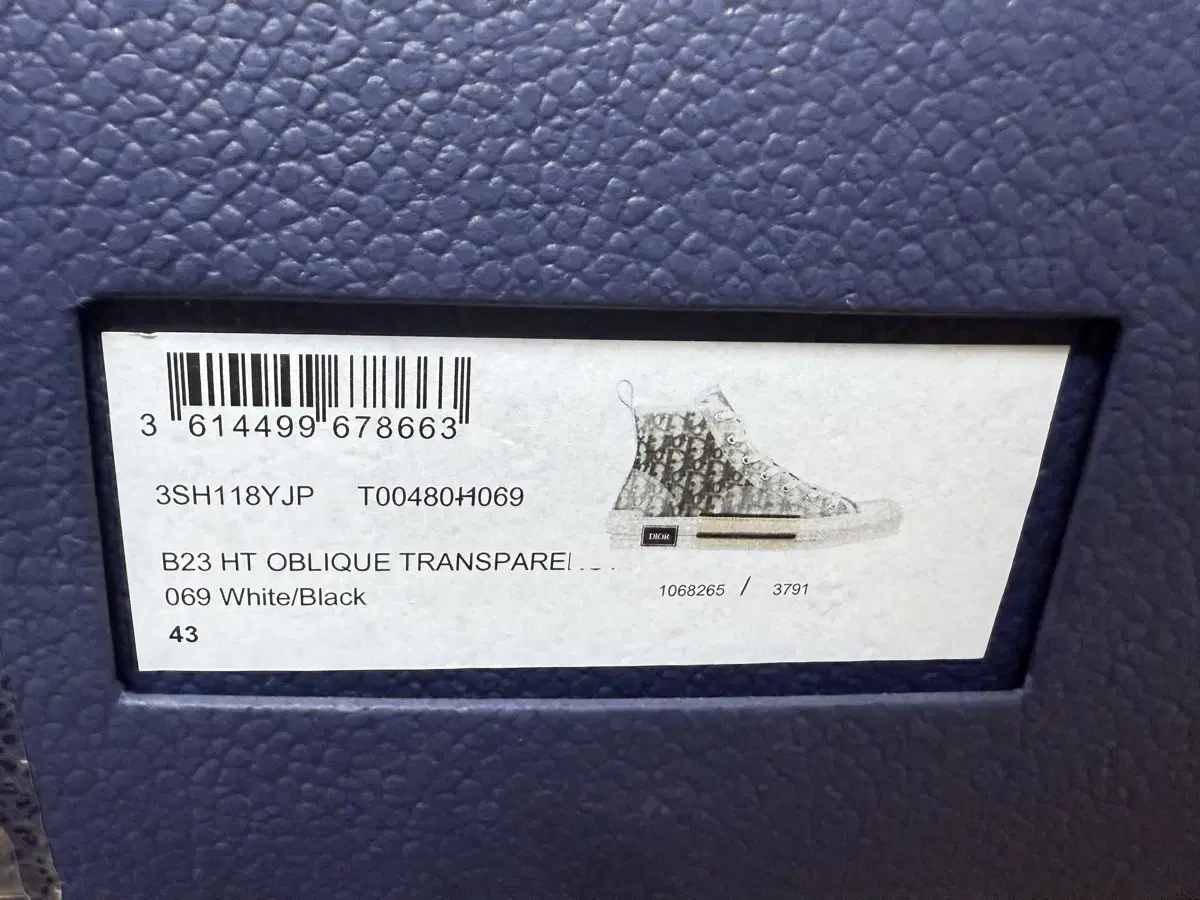 3 614499 678663
3SH118YJP T00480H069
B23 HT OBLIQUE
069 White/Black
43
DIOR
1068265 / 3791